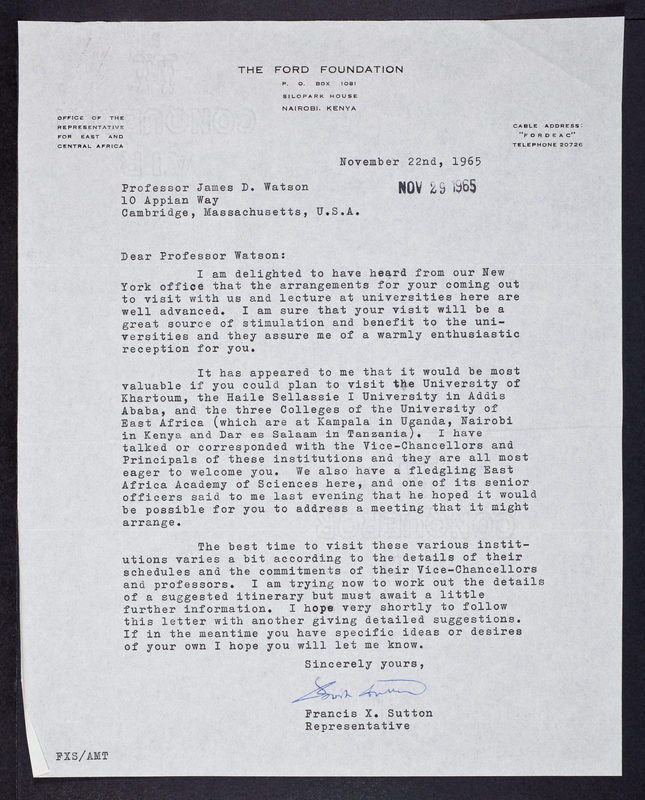 THE FORD FOUNDATION
P. O. BOX 1081
SILOPARK HOUSE
NAIROBI, KENYA
OFFICE OF THE
REPRESENTATIVE
FOR EAST AND
CENTRAL AFRICA
CABLE ADDRESS:
"FORDEAC"
TELEPHONE 20726
November 22nd, 1965
NOV 29 1965
Professor James D. Watson
10 Appian Way
Cambridge, Massachusetts, U.S.A.
Dear Professor Watson:
I am delighted to have heard from our New
York office that the arrangements for your coming out
to visit with us and lecture at universities here are
well advanced. I am sure that your visit will be a
great source of stimulation and benefit to the uni-
versities and they assure me of a warmly enthusiastic
reception for you.
It has appeared to me that it would be most
valuable if you could plan to visit the University of
Khartoum, the Haile Sellassie I University in Addis
Ababa, and the three Colleges of the University of
East Africa (which are at Kampala in Uganda, Nairobi
in Kenya and Dar es Salaam in Tanzania). I have
talked or corresponded with the Vice-Chancellors and
Principals of these institutions and they are all most
eager to welcome you. We also have a fledgling East
Africa Academy of Sciences here, and one of its senior
officers said to me last evening that he hoped it would
be possible for you to address a meeting that it might
arrange.
The best time to visit these various instit-
utions varies a bit according to the details of their
schedules and the commitments of their Vice-Chancellors
and professors. I am trying now to work out the details
of a suggested itinerary but must await a little
further information. I hope very shortly to follow
this letter with another giving detailed suggestions.
If in the meantime you have specific ideas or desires
of your own I hope you will let me know.
Sincerely yours,
Francis X. Sutton
Representative
FXS/AMT